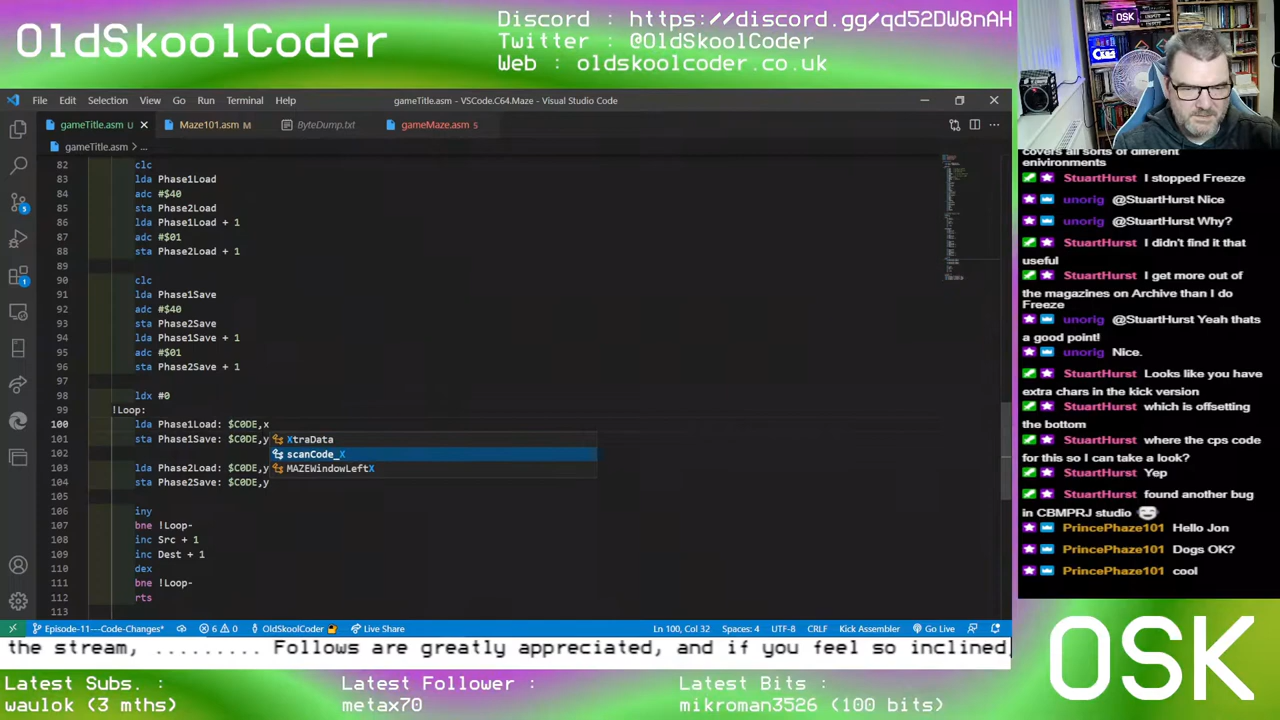 OldSkoolCoder
Discord : https://discord.gg/qd52DW8nAH
Twitter : @OldSkoolCoder
Web : oldskoolcoder.co.uk
OSK
File Edit Selection View Go Run Terminal Help
gameTitle.asm - VSCode.C64.Maze - Visual Studio Code
gameTitle.asm U Maze101.asm M ByteDump.txt gameMaze.asm 5
gameTitle.asm > ...
82 clc
83 lda Phase1Load
84 adc #$40
85 sta Phase2Load
86 lda Phase1Load + 1
87 adc #$01
88 sta Phase2Load + 1
89
90 clc
91 lda Phase1Save
92 adc #$40
93 sta Phase2Save
94 lda Phase1Save + 1
95 adc #$01
96 sta Phase2Save + 1
97
98 ldx #0
99 !Loop:
100 lda Phase1Load: $C0DE,x
101 sta Phase1Save: $C0DE,y
XtraData
102
scanCode_X
103 lda Phase2Load: $C0DE,y
MAZEWindowLeftX
104 sta Phase2Save: $C0DE,y
105
106 iny
107 bne !Loop-
108 inc Src + 1
109 inc Dest + 1
110 dex
111 bne !Loop-
112 rts
113
3
1
Episode-11---Code-Changes* 6 0 OldSkoolCoder Live Share Ln 100, Col 32 Spaces: 4 UTF-8 CRLF Kick Assembler Go Live
covers all sorts of different
enivironments
StuartHurst I stopped Freeze
unorig @StuartHurst Nice
unorig @StuartHurst Why?
StuartHurst I didn't find it that
useful
StuartHurst I get more out of
the magazines on Archive than I do
Freeze
unorig @StuartHurst Yeah thats
a good point!
unorig Nice.
StuartHurst Looks like you have
extra chars in the kick version
StuartHurst which is offsetting
the bottom
StuartHurst where the cps code
for this so I can take a look?
StuartHurst Yep
StuartHurst found another bug
in CBMPRJ studio
PrincePhaze101 Hello Jon
PrincePhaze101 Dogs OK?
PrincePhaze101 cool
the stream, ......... Follows are greatly appreciated, and if you feel so inclined,
Latest Subs. :
waulok (3 mths)
Latest Follower :
metax70
Latest Bits :
mikroman3526 (100 bits)
OSK